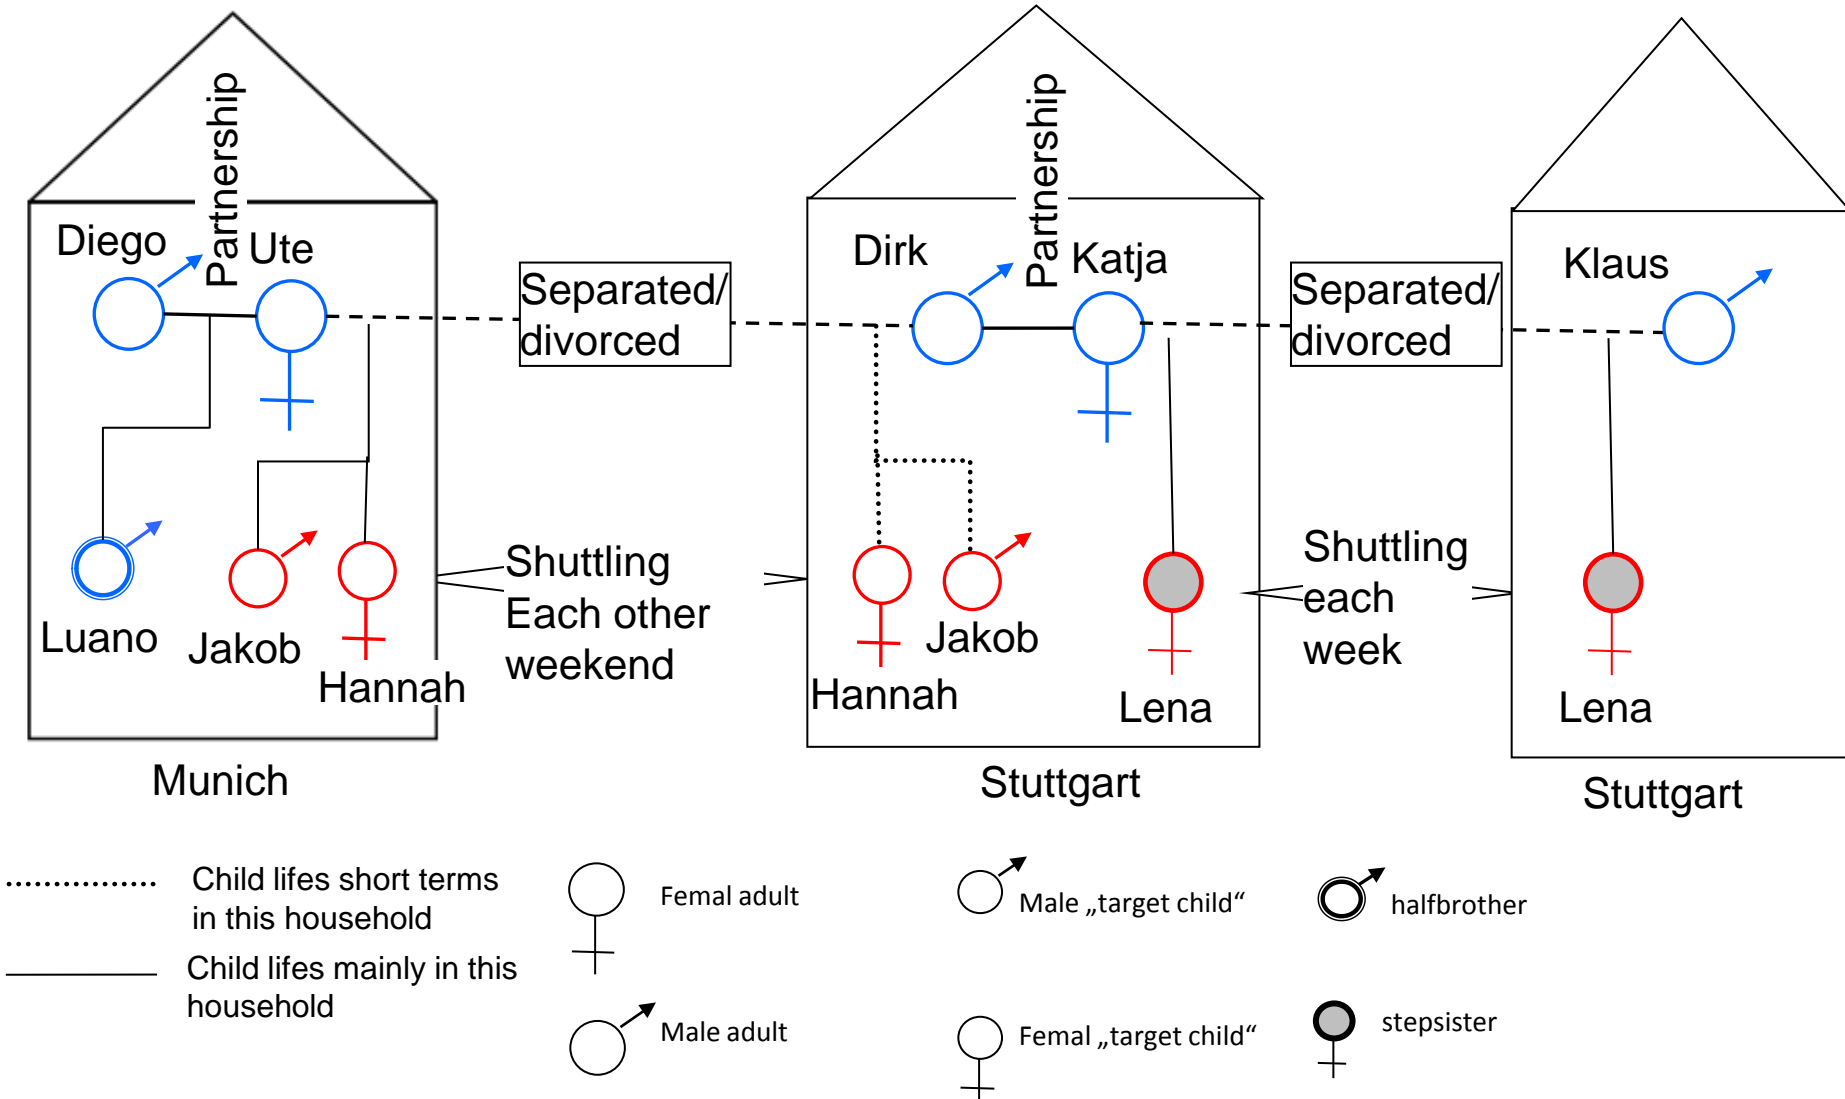 Partnership
Diego
Ute
Separated/
divorced
Partnership
Dirk
Katja
Separated/
divorced
Klaus
Luano
Jakob
Hannah
Shuttling
Each other
weekend
Hannah
Jakob
Lena
Shuttling
each
week
Lena
Munich
Stuttgart
Stuttgart
Child lifes short terms
in this household
Femal adult
Male „target child“
halfbrother
Child lifes mainly in this
household
Male adult
Femal „target child“
stepsister